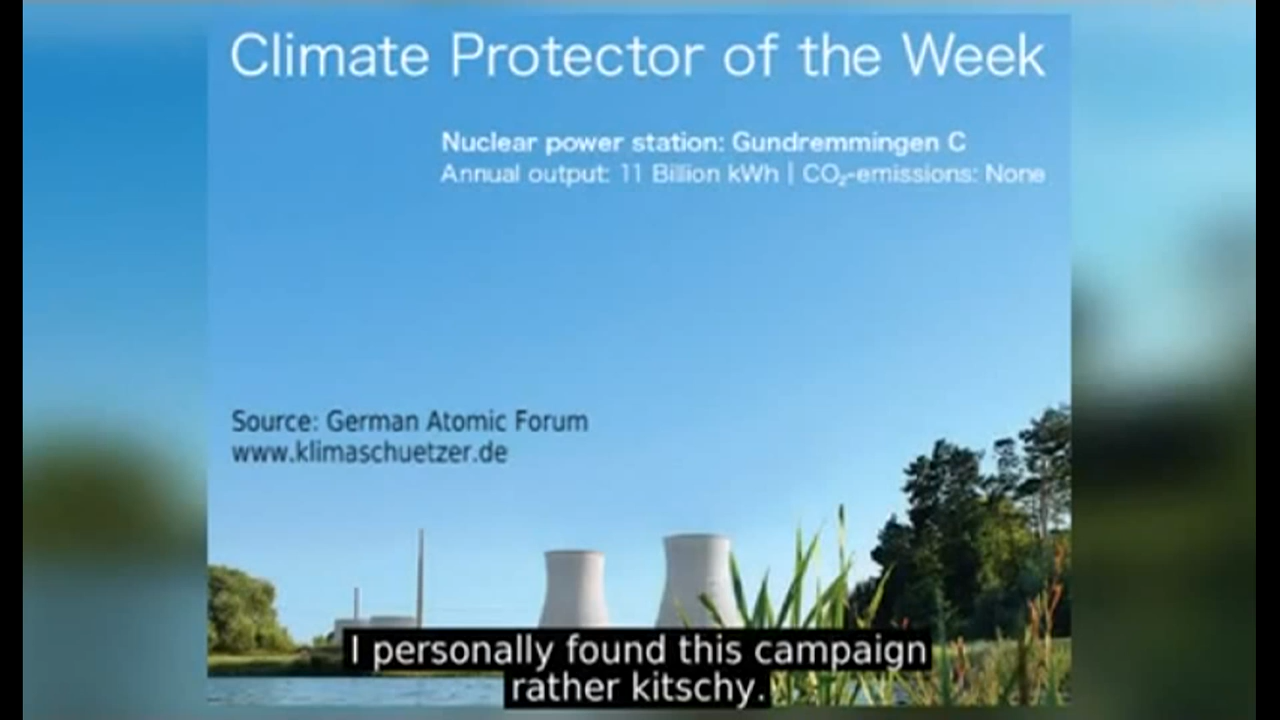 Climate Protector of the Week
Nuclear power station: Gundremmingen C
Annual output: 11 Billion kWh | CO₂-emissions: None
Source: German Atomic Forum
www.klimaschuetzer.de
I personally found this campaign
rather kitschy.